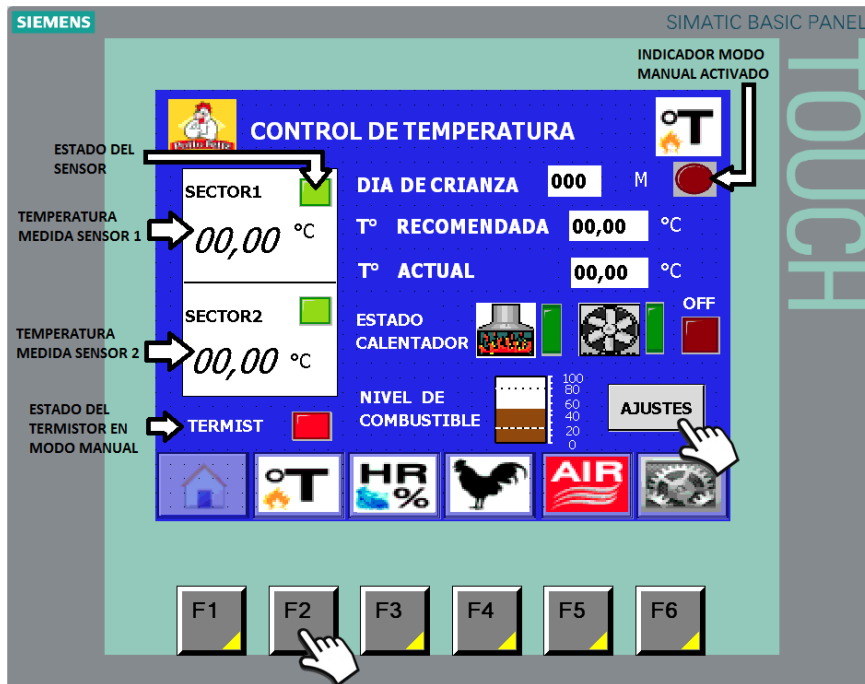 SIEMENS
SIMATIC BASIC PANEL
TOUCH
INDICADOR MODO
MANUAL ACTIVADO
CONTROL DE TEMPERATURA
°T
ESTADO DEL
SENSOR
SECTOR1
DIA DE CRIANZA 000 M
TEMPERATURA
MEDIDA SENSOR 1
00,00 °C
T° RECOMENDADA 00,00 °C
T° ACTUAL 00,00 °C
SECTOR2
TEMPERATURA
MEDIDA SENSOR 2
00,00 °C
ESTADO
CALENTADOR
OFF
NIVEL DE
COMBUSTIBLE
100
80
60
40
20
0
AJUSTES
ESTADO DEL
TERMISTOR EN
MODO MANUAL
TERMIST
°T
HR
%
AIR
F1
F2
F3
F4
F5
F6